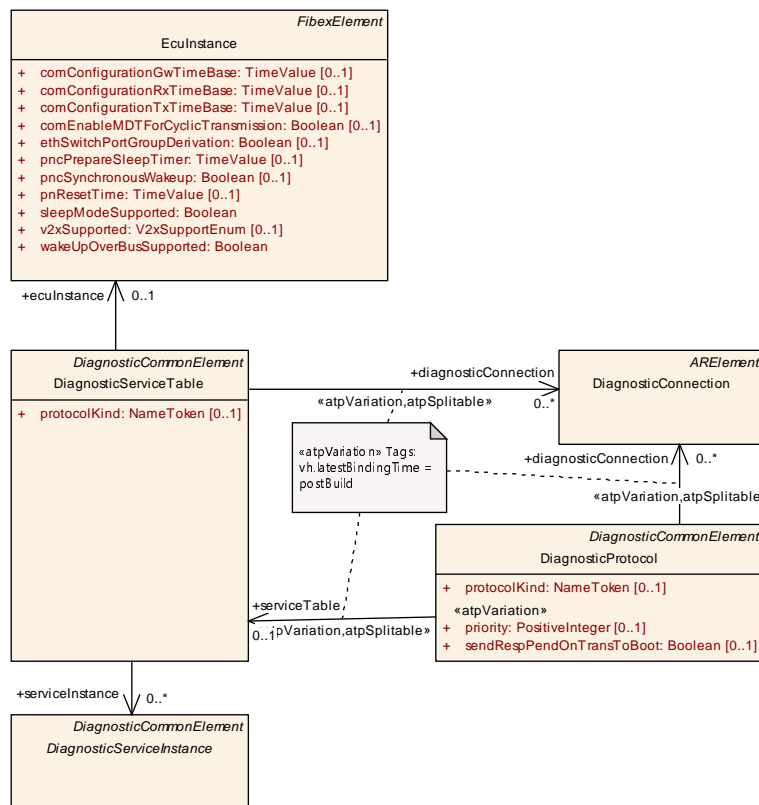 FibexElement
EcuInstance
+ comConfigurationGwTimeBase: TimeValue [0..1]
+ comConfigurationRxTimeBase: TimeValue [0..1]
+ comConfigurationTxTimeBase: TimeValue [0..1]
+ comEnableMDTForCyclicTransmission: Boolean [0..1]
+ ethSwitchPortGroupDerivation: Boolean [0..1]
+ pncPrepareSleepTimer: TimeValue [0..1]
+ pncSynchronousWakeup: Boolean [0..1]
+ pnResetTime: TimeValue [0..1]
+ sleepModeSupported: Boolean
+ v2xSupported: V2xSupportEnum [0..1]
+ wakeUpOverBusSupported: Boolean
+ecuInstance 0..1
DiagnosticCommonElement
DiagnosticServiceTable
+ protocolKind: NameToken [0..1]
+diagnosticConnection
«atpVariation,atpSplitable» 0..*
ARElement
DiagnosticConnection
«atpVariation» Tags:
vh.latestBindingTime =
postBuild
+diagnosticConnection 0..*
«atpVariation,atpSplitable»
DiagnosticCommonElement
DiagnosticProtocol
+ protocolKind: NameToken [0..1]
«atpVariation»
+ priority: PositiveInteger [0..1]
+ sendRespPendOnTransToBoot: Boolean [0..1]
+serviceTable
0..1 pVariation,atpSplitable»
+serviceInstance 0..*
DiagnosticCommonElement
DiagnosticServiceInstance